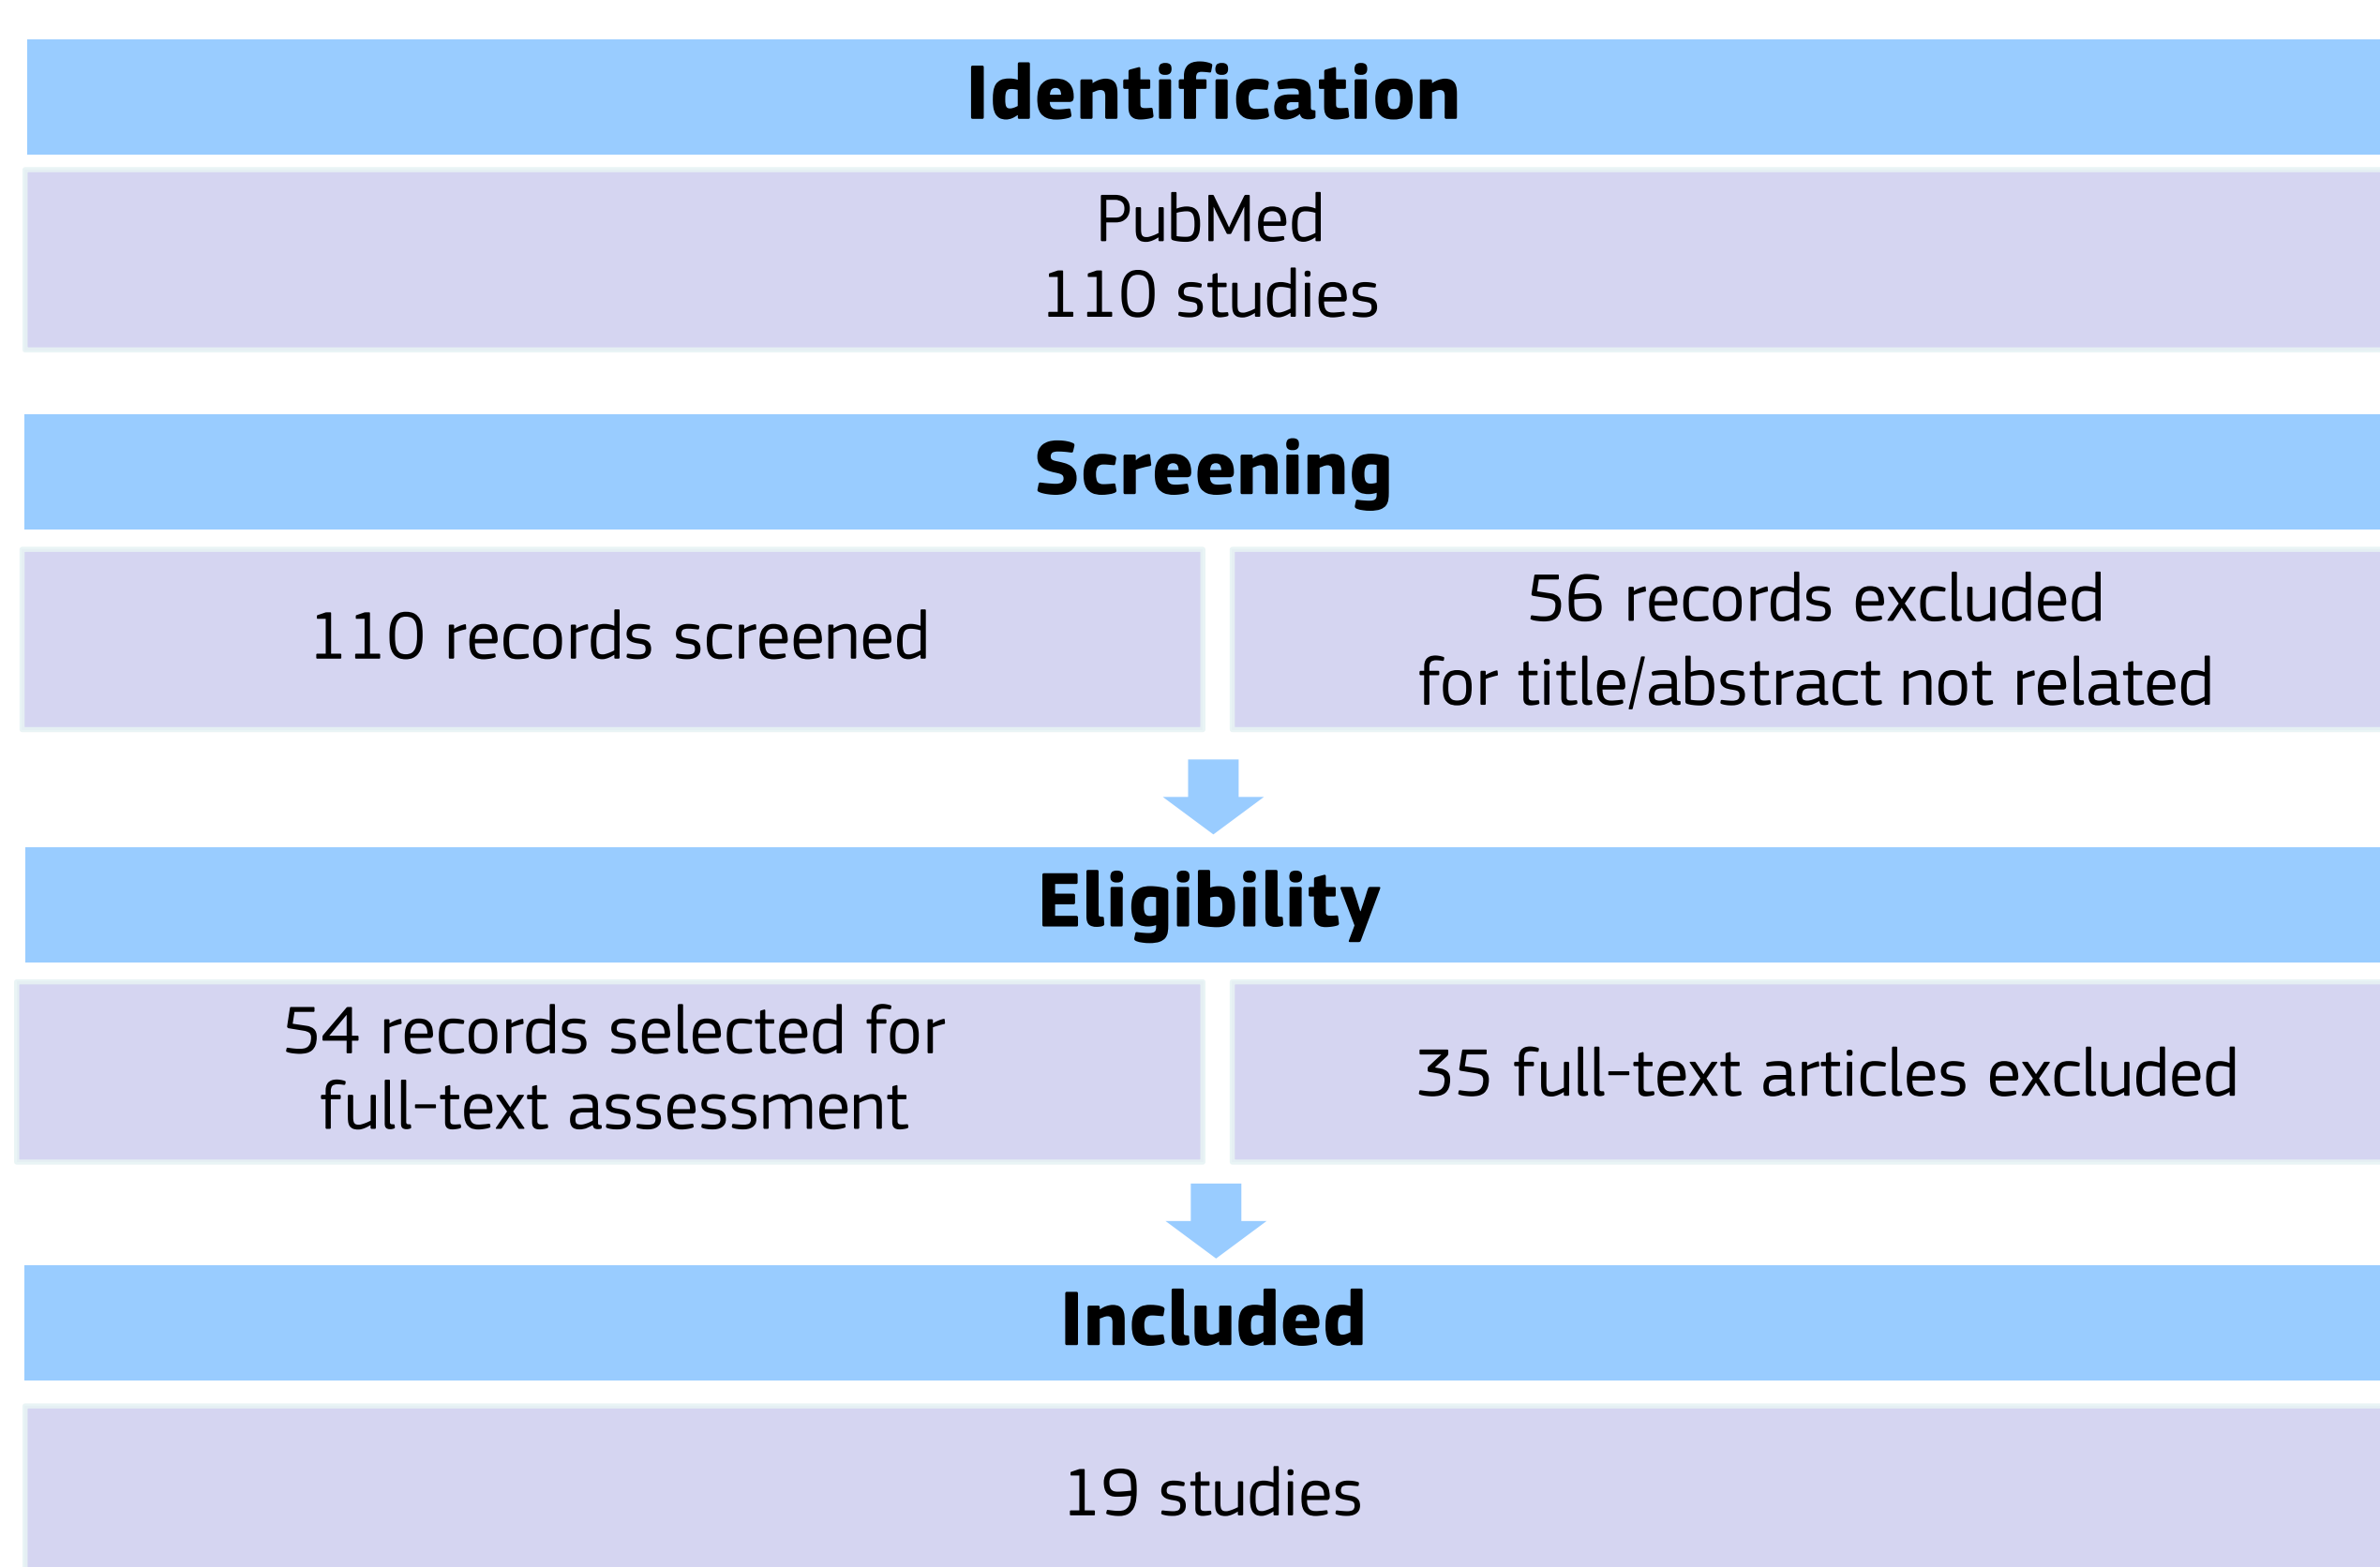 Identification
PubMed
110 studies
Screening
110 records screened
56 records excluded
for title/abstract not related
Eligibility
54 records selected for
full-text assessment
35 full-text articles excluded
Included
19 studies